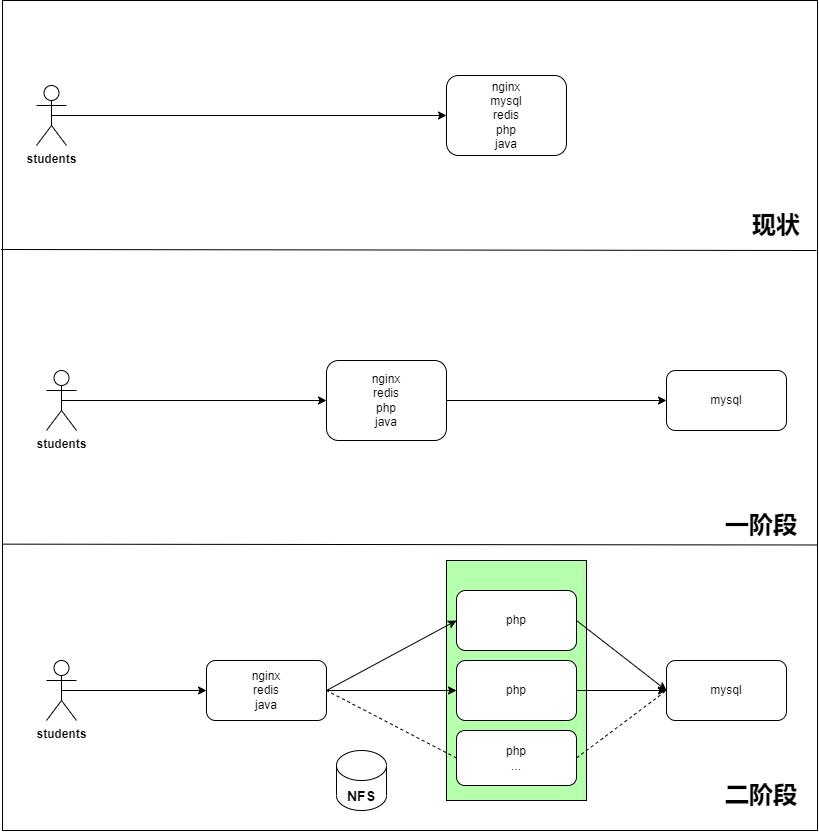 nginx
mysql
redis
php
java
students
现状
nginx
redis
php
java
mysql
students
一阶段
php
nginx
redis
java
php
mysql
students
php
...
NFS
二阶段